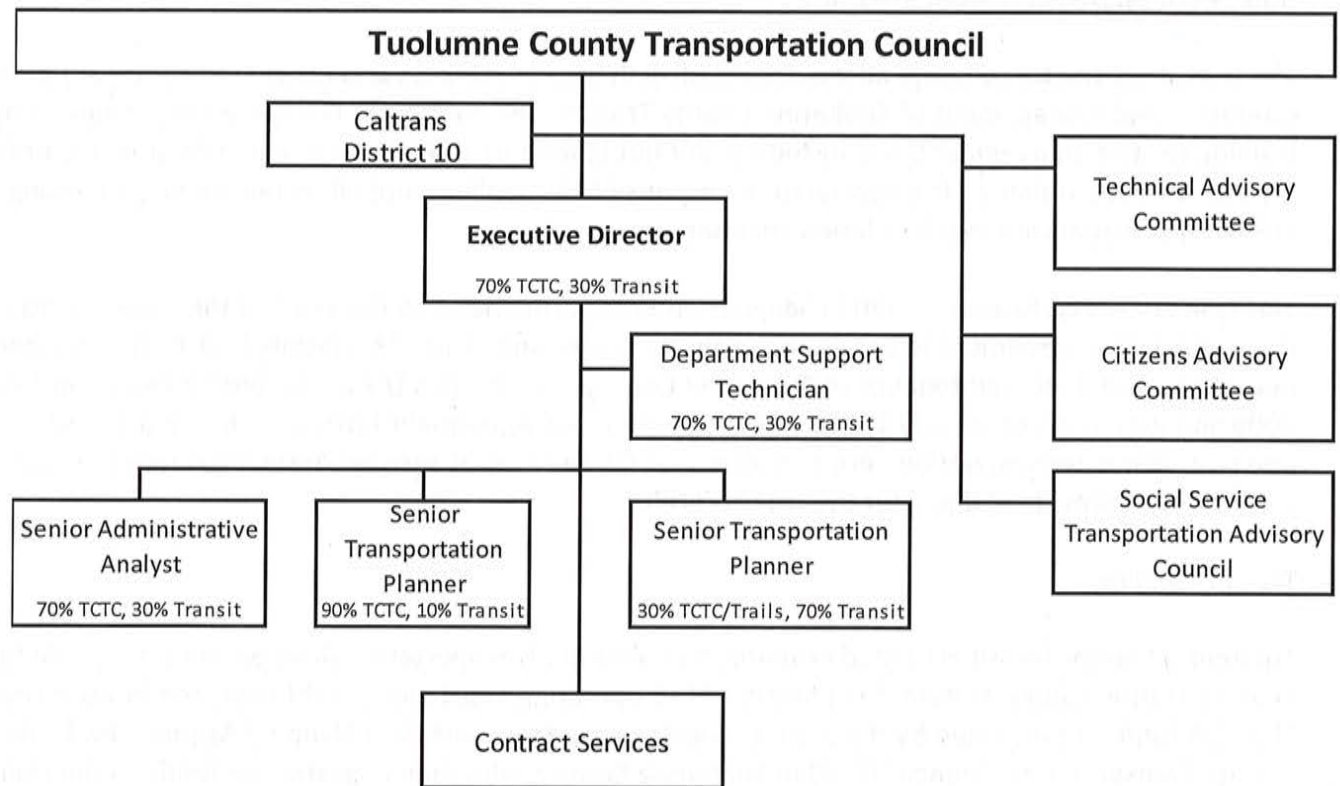 Tuolumne County Transportation Council
Caltrans
District 10
Technical Advisory
Committee
Executive Director
70% TCTC, 30% Transit
Department Support
Technician
70% TCTC, 30% Transit
Citizens Advisory
Committee
Senior Administrative
Analyst
70% TCTC, 30% Transit
Senior
Transportation
Planner
90% TCTC, 10% Transit
Senior Transportation
Planner
30% TCTC/Trails, 70% Transit
Social Service
Transportation Advisory
Council
Contract Services